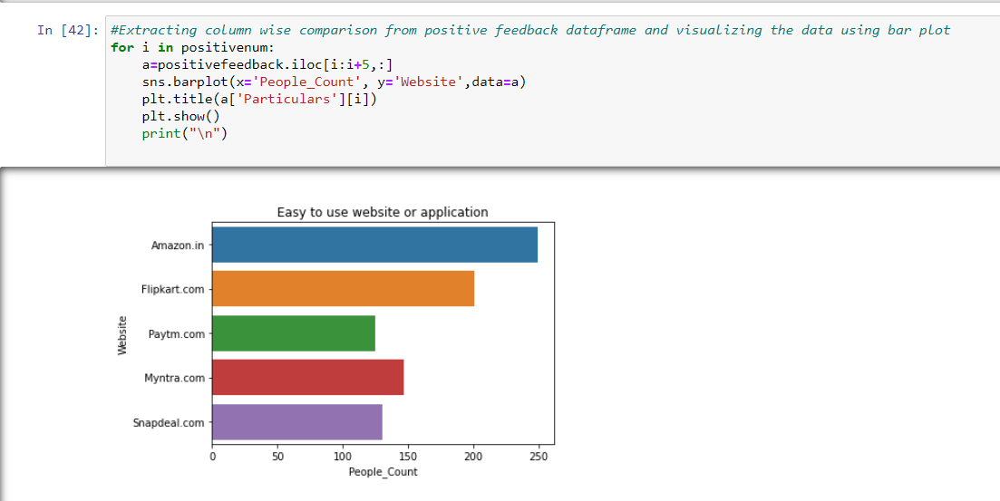 In [42]: #Extracting column wise comparison from positive feedback dataframe and visualizing the data using bar plot
for i in positivenum:
    a=positivefeedback.iloc[i:i+5,:]
    sns.barplot(x='People_Count', y='Website',data=a)
    plt.title(a['Particulars'][i])
    plt.show()
    print("\n")
Easy to use website or application
Website
Amazon.in
Flipkart.com
Paytm.com
Myntra.com
Snapdeal.com
0 50 100 150 200 250
People_Count